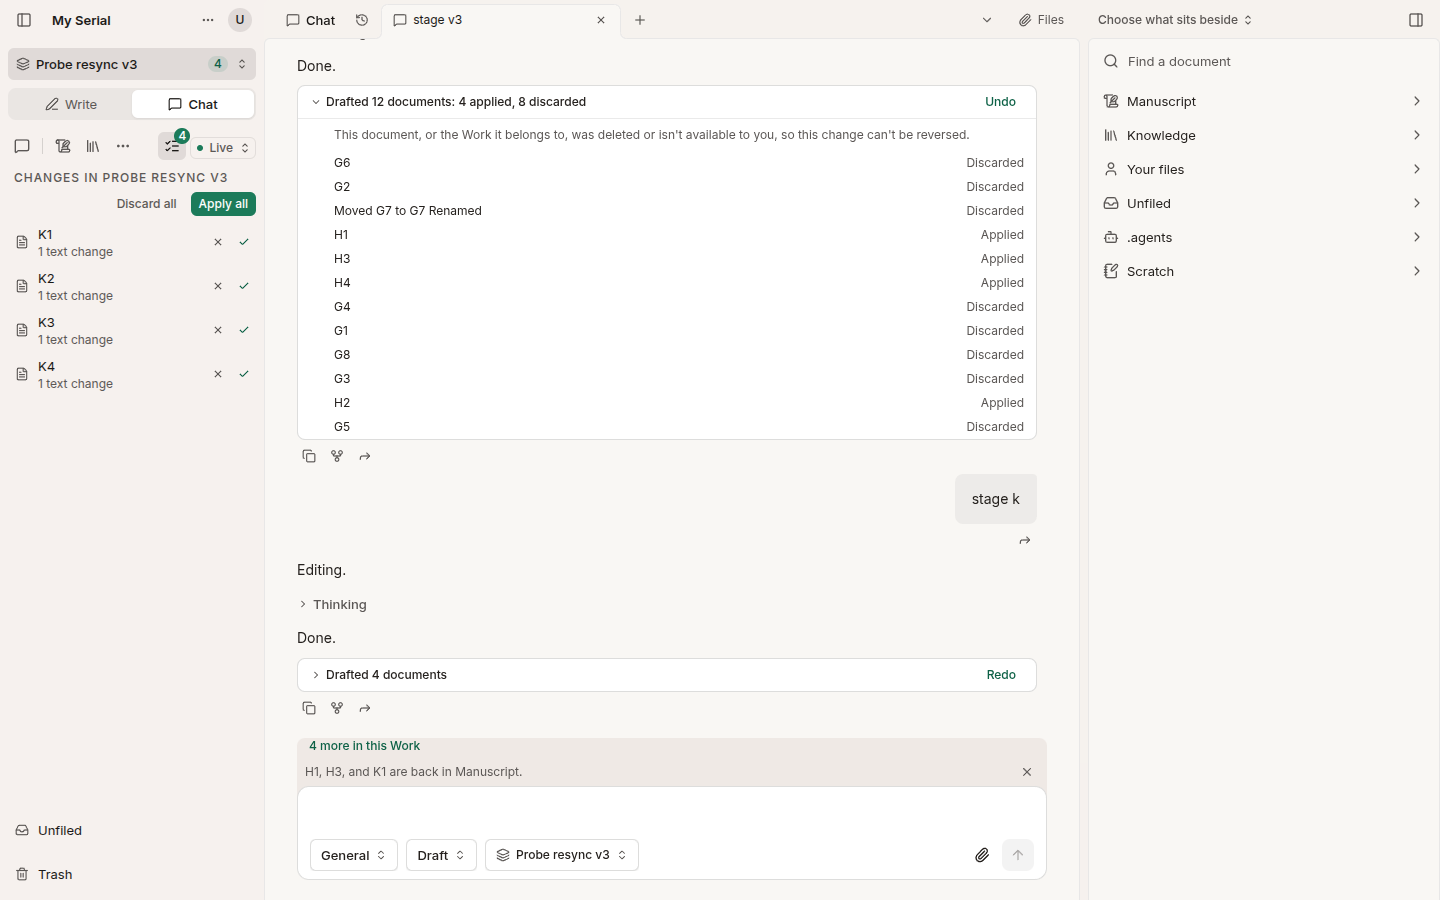 My Serial
U
Probe resync v3
4
Write
Chat
4
Live
CHANGES IN PROBE RESYNC V3
Discard all
Apply all
K1
1 text change
K2
1 text change
K3
1 text change
K4
1 text change
Unfiled
Trash
Chat
stage v3
Files
Done.
Drafted 12 documents: 4 applied, 8 discarded
Undo
This document, or the Work it belongs to, was deleted or isn't available to you, so this change can't be reversed.
G6 Discarded
G2 Discarded
Moved G7 to G7 Renamed Discarded
H1 Applied
H3 Applied
H4 Applied
G4 Discarded
G1 Discarded
G8 Discarded
G3 Discarded
H2 Applied
G5 Discarded
stage k
Editing.
Thinking
Done.
Drafted 4 documents
Redo
4 more in this Work
H1, H3, and K1 are back in Manuscript.
General
Draft
Probe resync v3
Choose what sits beside
Find a document
Manuscript
Knowledge
Your files
Unfiled
.agents
Scratch